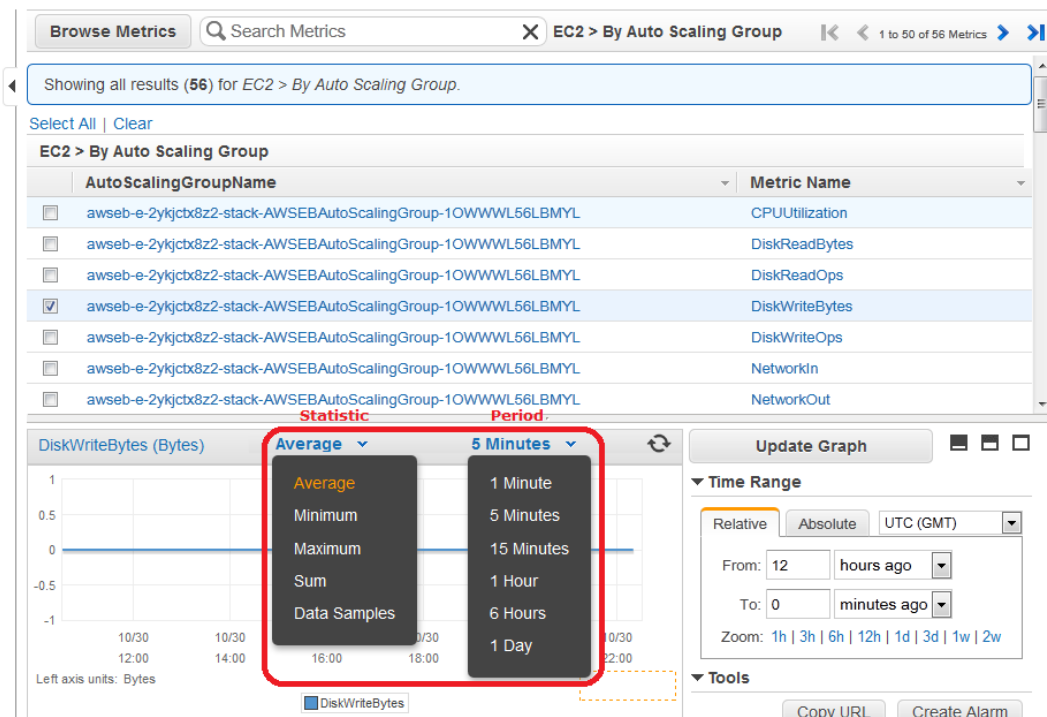 Browse Metrics Search Metrics X EC2 > By Auto Scaling Group 1 to 50 of 56 Metrics
Showing all results (56) for EC2 > By Auto Scaling Group.
Select All | Clear
EC2 > By Auto Scaling Group
AutoScalingGroupName Metric Name
awseb-e-2ykjctx8z2-stack-AWSEBAutoScalingGroup-1OWWWL56LBMYL CPUUtilization
awseb-e-2ykjctx8z2-stack-AWSEBAutoScalingGroup-1OWWWL56LBMYL DiskReadBytes
awseb-e-2ykjctx8z2-stack-AWSEBAutoScalingGroup-1OWWWL56LBMYL DiskReadOps
awseb-e-2ykjctx8z2-stack-AWSEBAutoScalingGroup-1OWWWL56LBMYL DiskWriteBytes
awseb-e-2ykjctx8z2-stack-AWSEBAutoScalingGroup-1OWWWL56LBMYL DiskWriteOps
awseb-e-2ykjctx8z2-stack-AWSEBAutoScalingGroup-1OWWWL56LBMYL NetworkIn
awseb-e-2ykjctx8z2-stack-AWSEBAutoScalingGroup-1OWWWL56LBMYL NetworkOut
Statistic Period
DiskWriteBytes (Bytes) Average 5 Minutes
Average
Minimum
Maximum
Sum
Data Samples
1 Minute
5 Minutes
15 Minutes
1 Hour
6 Hours
1 Day
1
0.5
0
-0.5
-1
10/30 10/30 /30 10/30
12:00 14:00 16:00 18:00 22:00
Left axis units: Bytes
DiskWriteBytes
Update Graph
Time Range
Relative Absolute UTC (GMT)
From: 12 hours ago
To: 0 minutes ago
Zoom: 1h | 3h | 6h | 12h | 1d | 3d | 1w | 2w
Tools
Copy URL Create Alarm